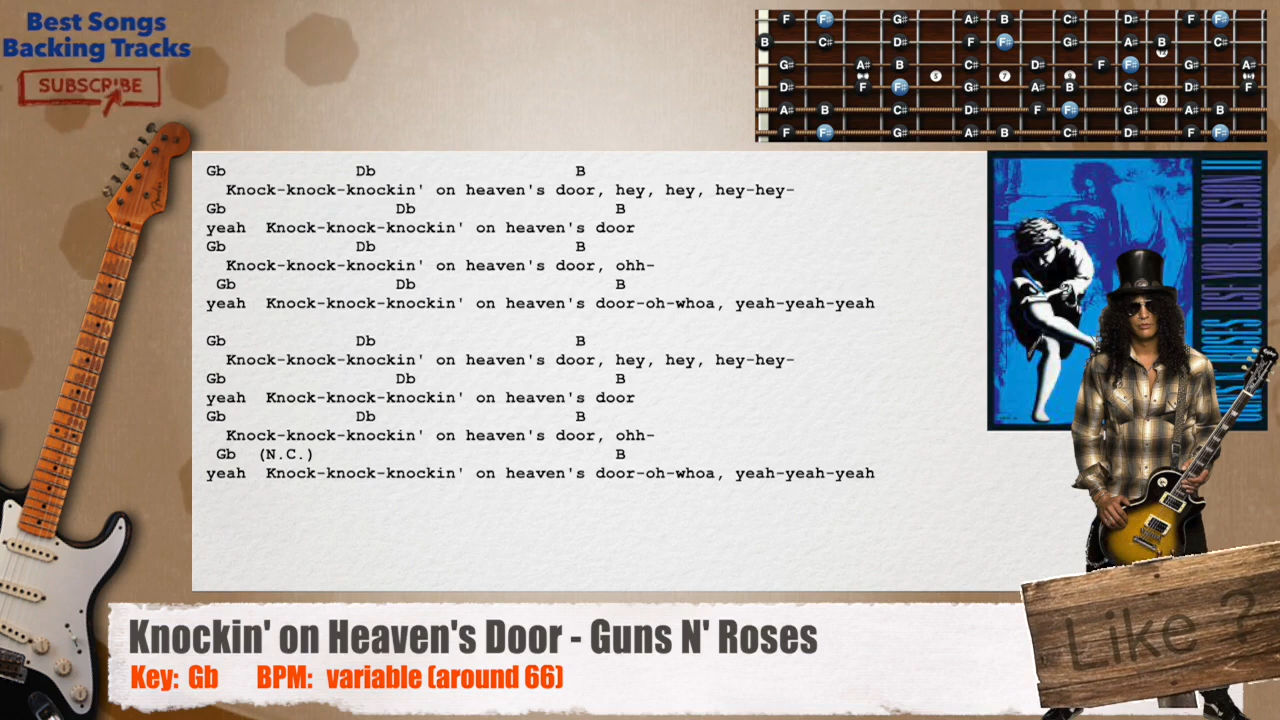 Best Songs
Backing Tracks
SUBSCRIBE
F F# G# A# B C# D# F F#
B C# D# F F# G# A# B C#
G# A# B C# D# F F# G# A#
D# F F# G# A# B C# D# F
A# B C# D# F F# G# A# B
F F# G# A# B C# D# F F#
Gb Db B
Knock-knock-knockin' on heaven's door, hey, hey, hey-hey-
Gb Db B
yeah Knock-knock-knockin' on heaven's door
Gb Db B
Knock-knock-knockin' on heaven's door, ohh-
Gb Db B
yeah Knock-knock-knockin' on heaven's door-oh-whoa, yeah-yeah-yeah
Gb Db B
Knock-knock-knockin' on heaven's door, hey, hey, hey-hey-
Gb Db B
yeah Knock-knock-knockin' on heaven's door
Gb Db B
Knock-knock-knockin' on heaven's door, ohh-
Gb (N.C.) B
yeah Knock-knock-knockin' on heaven's door-oh-whoa, yeah-yeah-yeah
USE YOUR ILLUSION II
ROSES
Knockin' on Heaven's Door - Guns N' Roses
Key: Gb BPM: variable (around 66)
Like ?